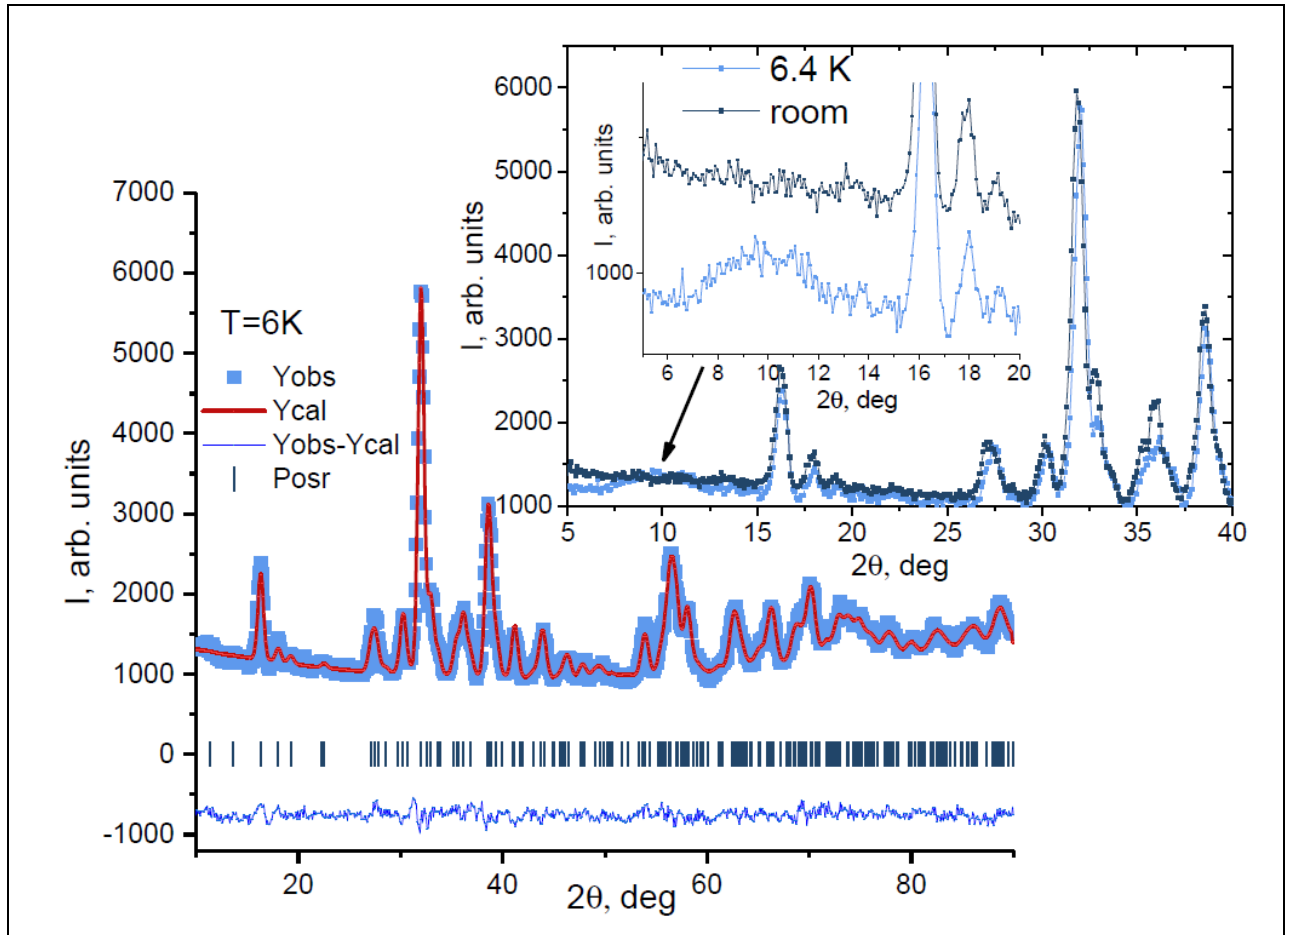 6.4 K
room
6000
5000
4000
3000
2000
1000
I, arb. units
I, arb. units
1000
6 8 10 12 14 16 18 20
2θ, deg
5 10 15 20 25 30 35 40
2θ, deg
7000
6000
5000
4000
3000
2000
1000
0
-1000
I, arb. units
T=6K
Yobs
Ycal
Yobs-Ycal
Posr
20 40 60 80
2θ, deg